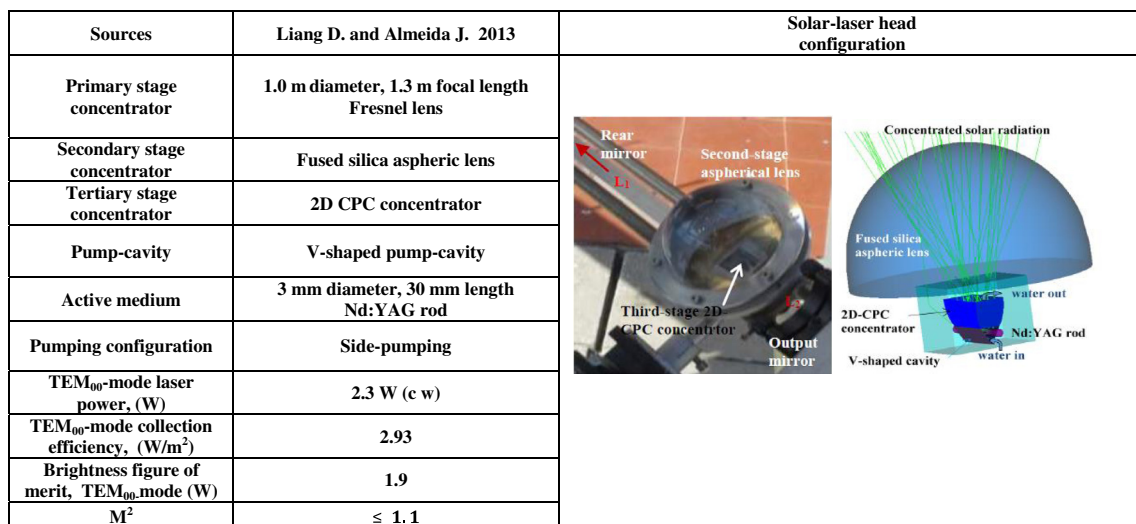 Sources
Liang D. and Almeida J. 2013
Solar-laser head
configuration
Primary stage
concentrator
1.0 m diameter, 1.3 m focal length
Fresnel lens
Secondary stage
concentrator
Fused silica aspheric lens
Tertiary stage
concentrator
2D CPC concentrator
Pump-cavity
V-shaped pump-cavity
Active medium
3 mm diameter, 30 mm length
Nd:YAG rod
Pumping configuration
Side-pumping
TEM₀₀-mode laser
power, (W)
2.3 W (c w)
TEM₀₀-mode collection
efficiency, (W/m²)
2.93
Brightness figure of
merit, TEM₀₀-mode (W)
1.9
M²
≤ 1.1
Rear
mirror
L₁
Second-stage
aspherical lens
L₂
Third-stage 2D-
CPC concentrtor
Output
mirror
Concentrated solar radiation
Fused silica
aspheric lens
water out
2D-CPC
concentrator
Nd:YAG rod
V-shaped cavity
water in